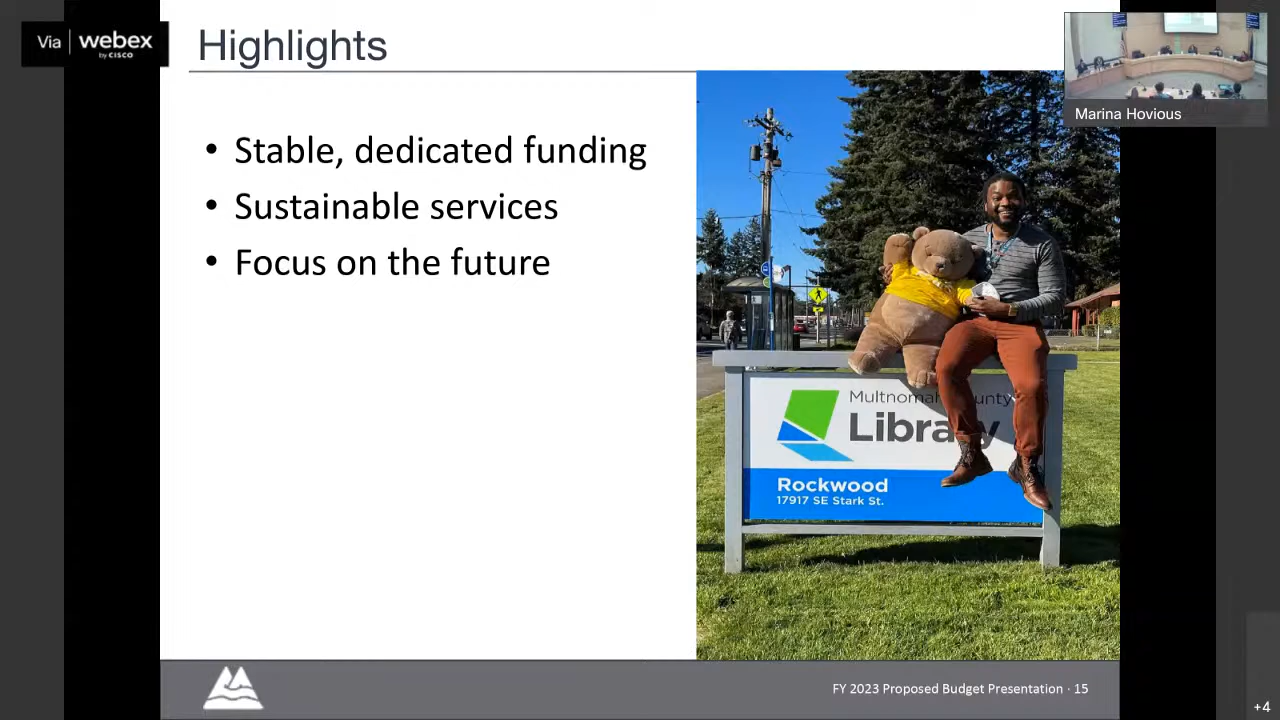 Via webex
by CISCO
Highlights
Marina Hovious
• Stable, dedicated funding
• Sustainable services
• Focus on the future
Multnomah County
Library
Rockwood
17917 SE Stark St.
FY 2023 Proposed Budget Presentation · 15
+4